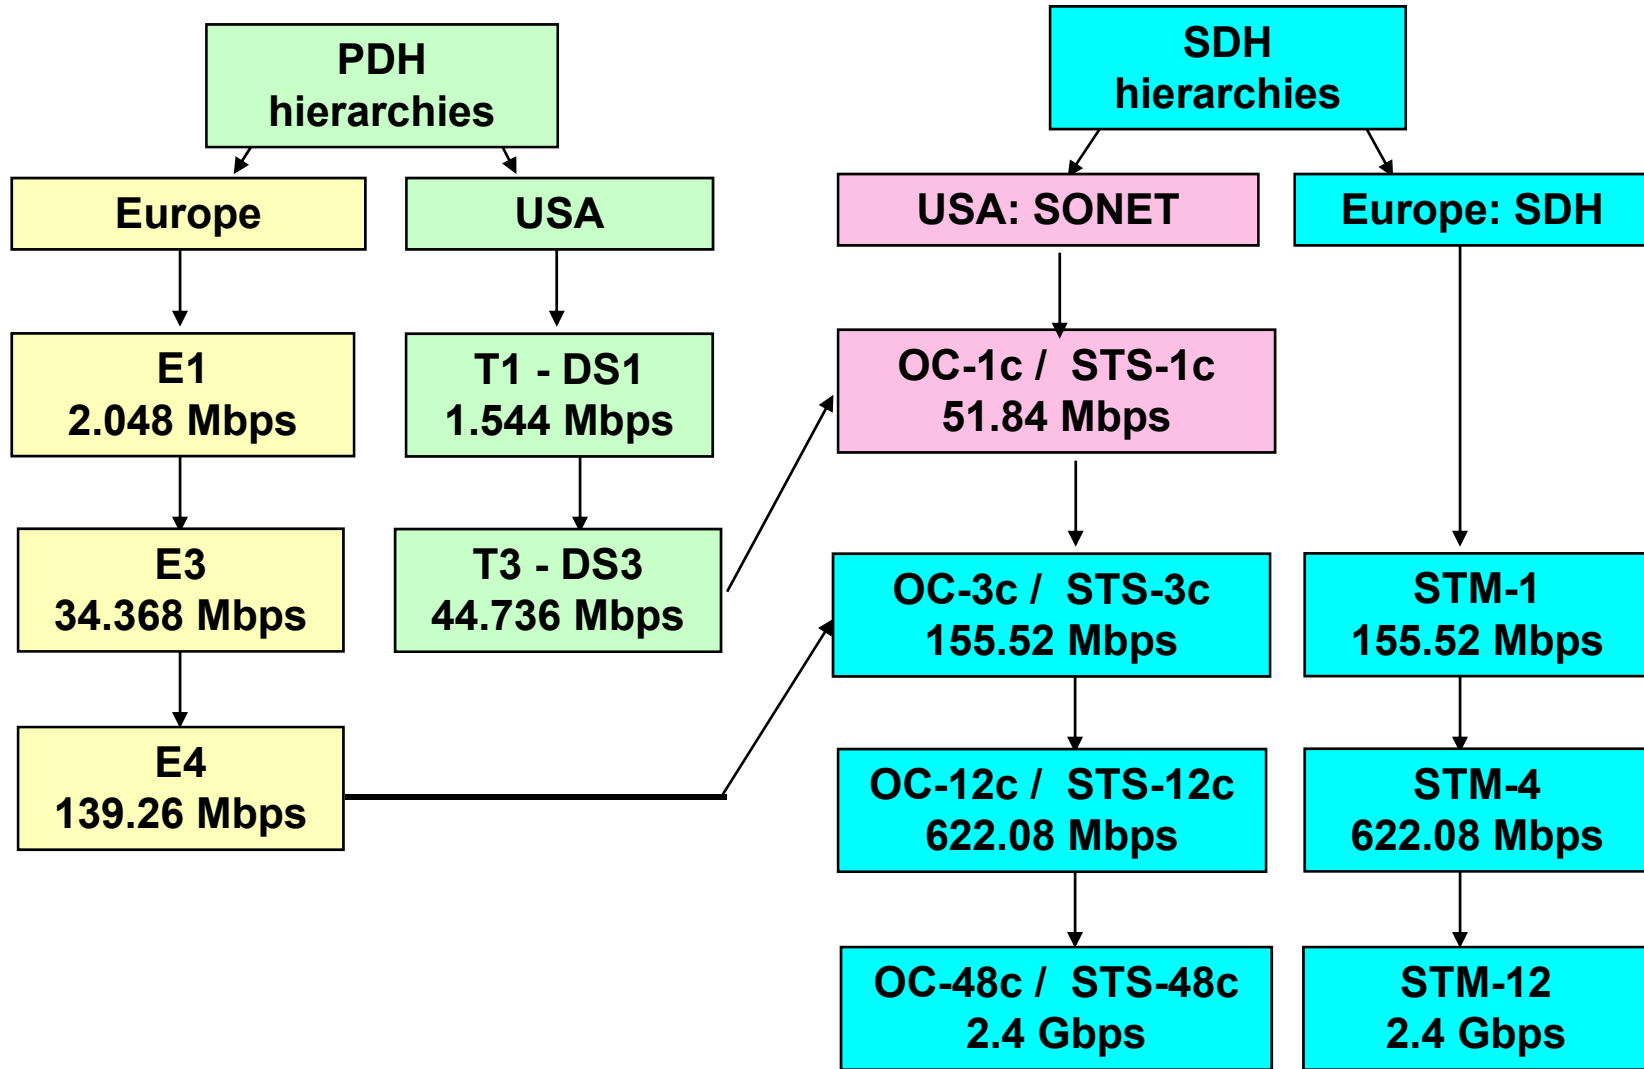 PDH
hierarchies
SDH
hierarchies
Europe
USA
USA: SONET
Europe: SDH
E1
2.048 Mbps
T1 - DS1
1.544 Mbps
OC-1c / STS-1c
51.84 Mbps
E3
34.368 Mbps
T3 - DS3
44.736 Mbps
OC-3c / STS-3c
155.52 Mbps
STM-1
155.52 Mbps
E4
139.26 Mbps
OC-12c / STS-12c
622.08 Mbps
STM-4
622.08 Mbps
OC-48c / STS-48c
2.4 Gbps
STM-12
2.4 Gbps